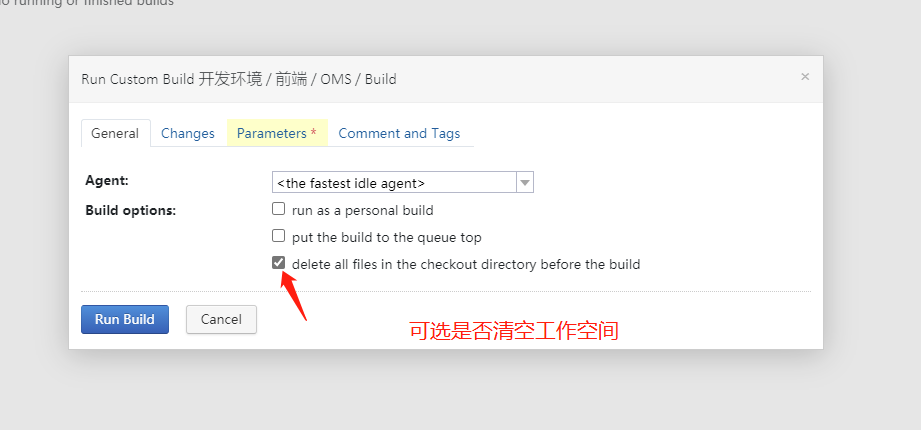 no running or finished builds
Run Custom Build 开发环境 / 前端 / OMS / Build
×
General Changes Parameters * Comment and Tags
Agent: <the fastest idle agent>
Build options: run as a personal build
put the build to the queue top
delete all files in the checkout directory before the build
Run Build Cancel
可选是否清空工作空间